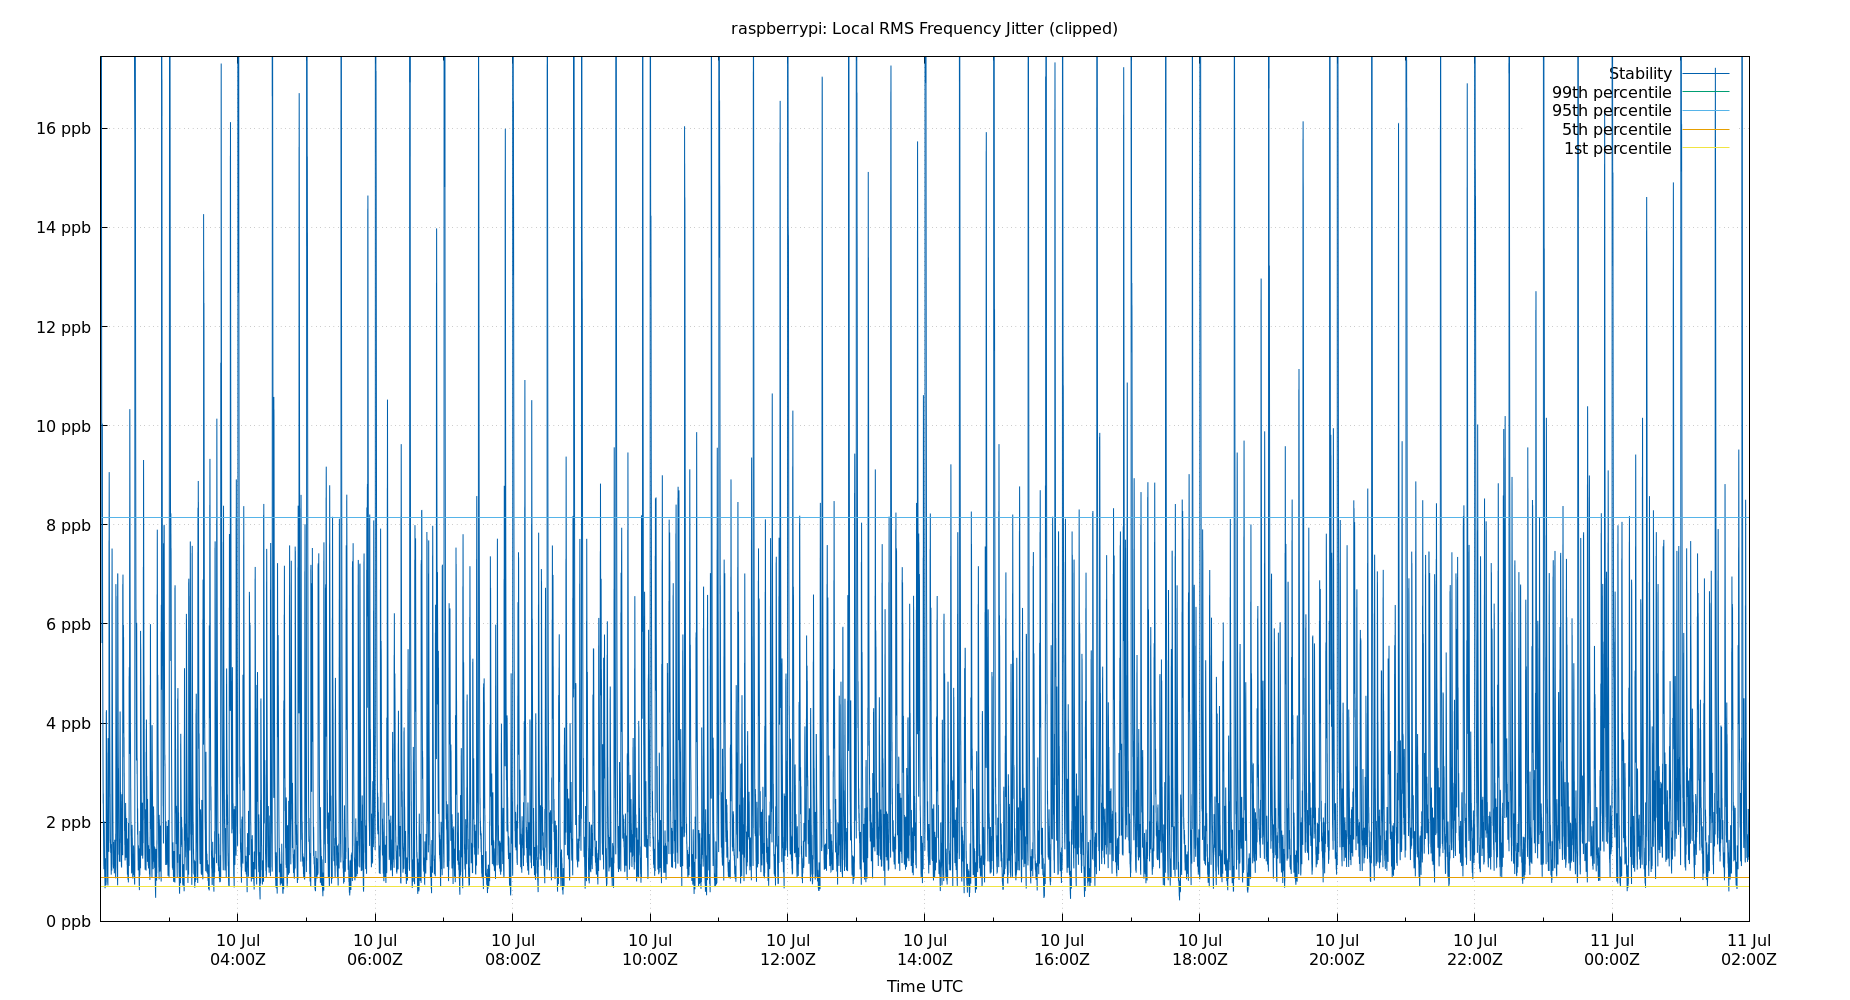 raspberrypi: Local RMS Frequency Jitter (clipped)
Stability
99th percentile
95th percentile
5th percentile
1st percentile
16 ppb
14 ppb
12 ppb
10 ppb
8 ppb
6 ppb
4 ppb
2 ppb
0 ppb
10 Jul 10 Jul 10 Jul 10 Jul 10 Jul 10 Jul 10 Jul 10 Jul 10 Jul 10 Jul 11 Jul 11 Jul
04:00Z 06:00Z 08:00Z 10:00Z 12:00Z 14:00Z 16:00Z 18:00Z 20:00Z 22:00Z 00:00Z 02:00Z
Time UTC